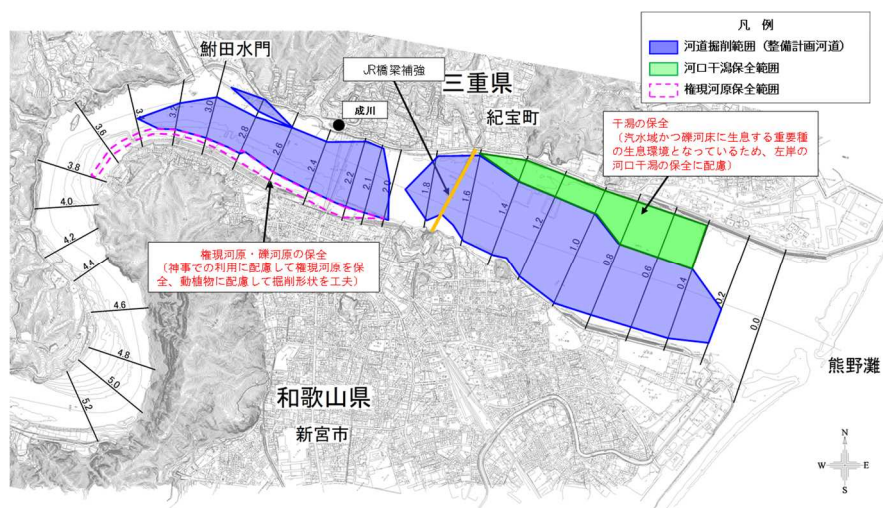 凡 例
河道掘削範囲（整備計画河道）
河口干潟保全範囲
権現河原保全範囲
鮒田水門
JR橋梁補強
三重県
紀宝町
成川
干潟の保全
（汽水域かつ礫河床に生息する重要種
の生息環境となっているため、左岸の
河口干潟の保全に配慮）
権現河原・礫河原の保全
（神事での利用に配慮して権現河原を保
全、動植物に配慮して掘削形状を工夫）
和歌山県
新宮市
熊野灘
5.2
5.0
4.8
4.6
4.4
4.2
4.0
3.8
3.6
3.2
3.0
2.8
2.6
2.4
2.2
2.1
2.0
1.8
1.6
1.4
1.2
1.0
0.8
0.6
0.4
0.2
0.0
N
W
E
S